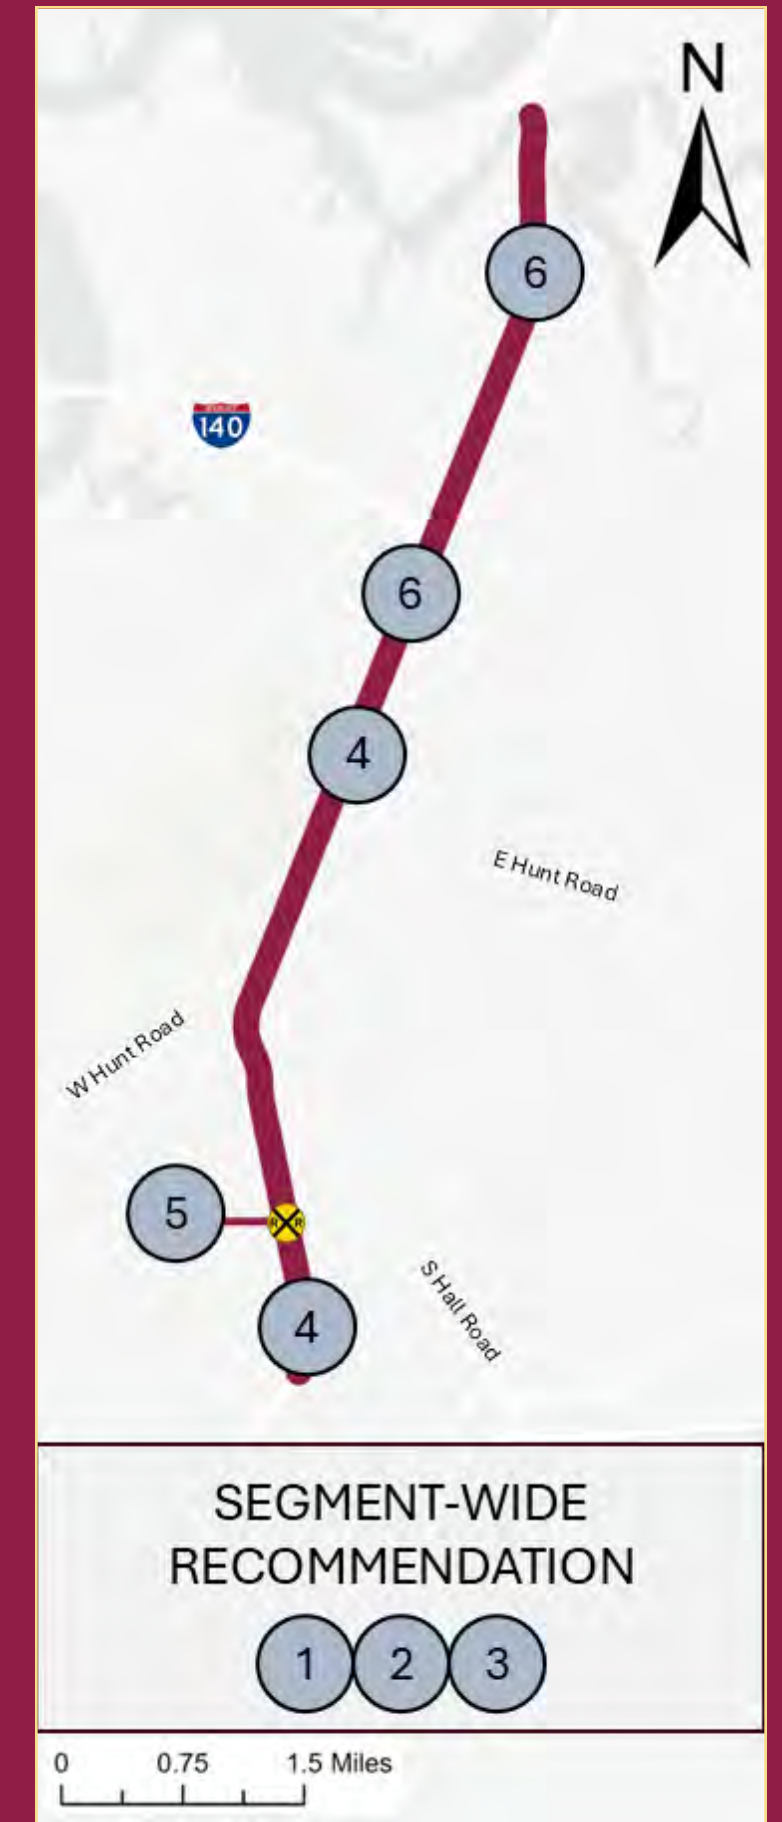 N
6
140
6
4
E Hunt Road
W Hunt Road
5
R R
4
S Hall Road
SEGMENT-WIDE
RECOMMENDATION
1 2 3
0 0.75 1.5 Miles